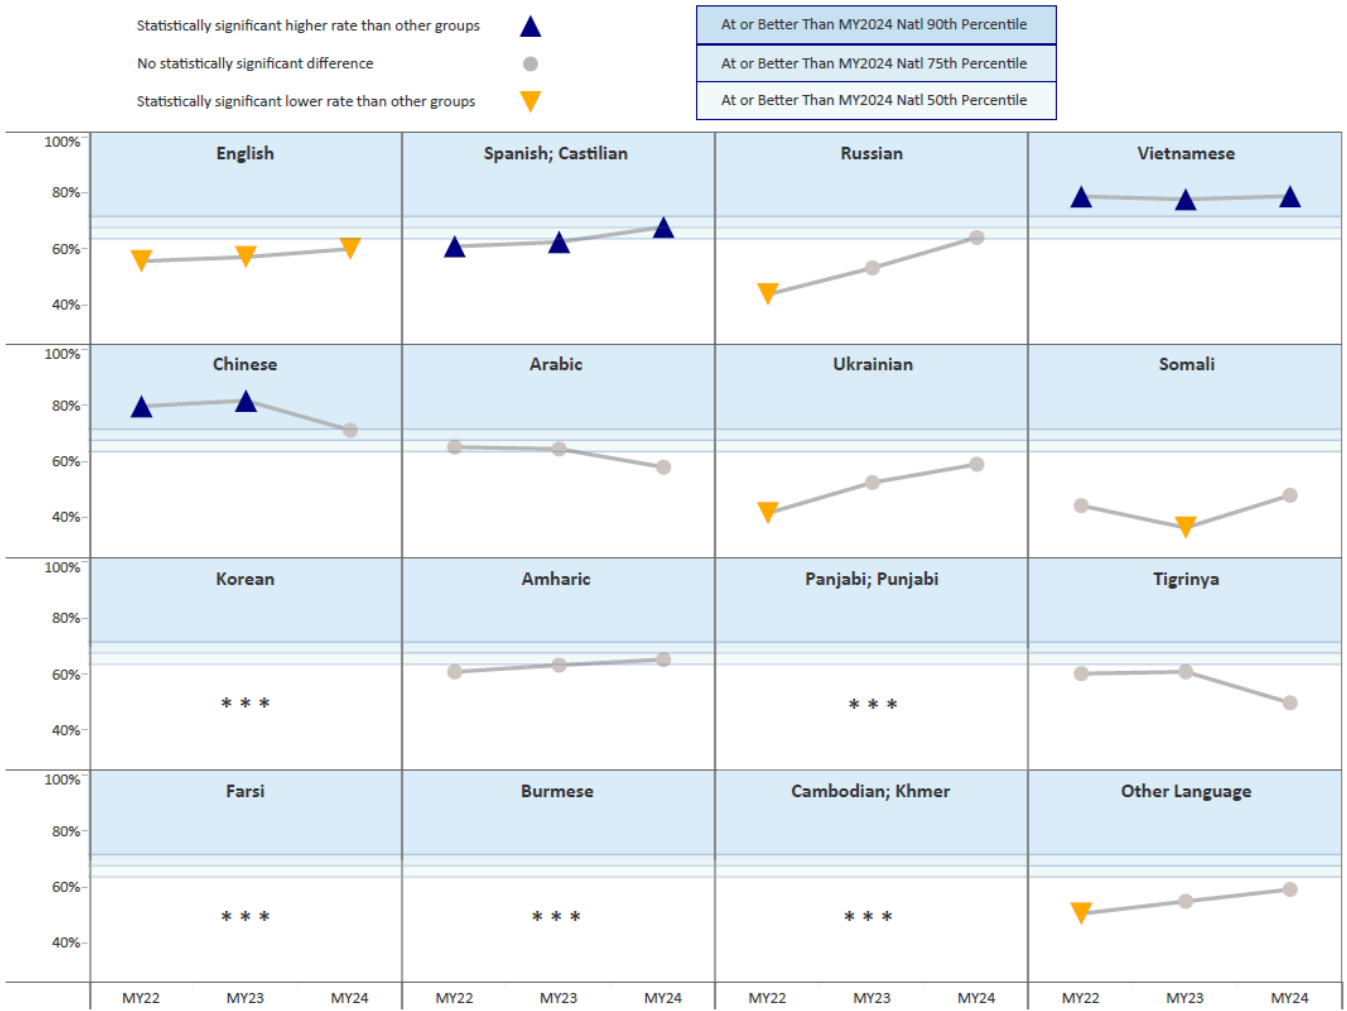 Statistically significant higher rate than other groups
At or Better Than MY2024 Natl 90th Percentile
No statistically significant difference
At or Better Than MY2024 Natl 75th Percentile
Statistically significant lower rate than other groups
At or Better Than MY2024 Natl 50th Percentile
100%
80%
60%
40%
English
Spanish; Castilian
Russian
Vietnamese
100%
80%
60%
40%
Chinese
Arabic
Ukrainian
Somali
100%
80%
60%
40%
Korean
* * *
Amharic
Panjabi; Punjabi
* * *
Tigrinya
100%
80%
60%
40%
Farsi
* * *
Burmese
* * *
Cambodian; Khmer
* * *
Other Language
MY22 MY23 MY24 MY22 MY23 MY24 MY22 MY23 MY24 MY22 MY23 MY24